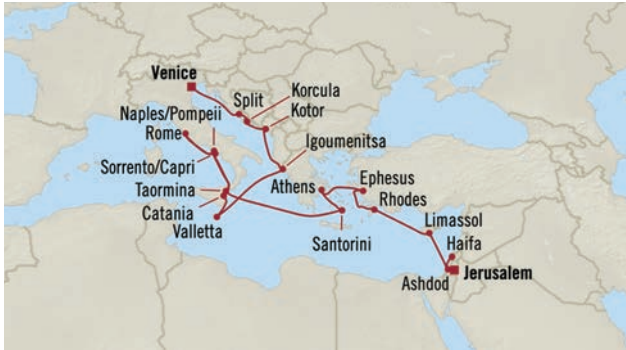 Venice
Korcula
Split
Kotor
Naples/Pompeii
Rome
Igoumenitsa
Sorrento/Capri
Athens
Ephesus
Taormina
Rhodes
Catania
Limassol
Valletta
Santorini
Haifa
Ashdod
Jerusalem